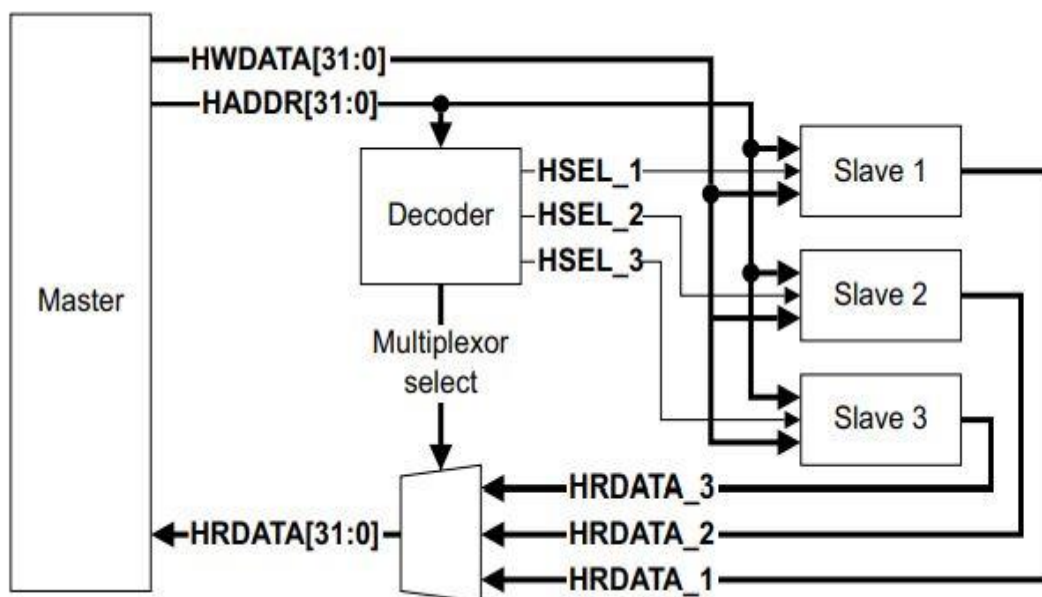 HWDATA[31:0]
HADDR[31:0]
HSEL_1
Slave 1
Decoder
HSEL_2
HSEL_3
Master
Slave 2
Multiplexor
select
Slave 3
HRDATA_3
HRDATA[31:0]
HRDATA_2
HRDATA_1